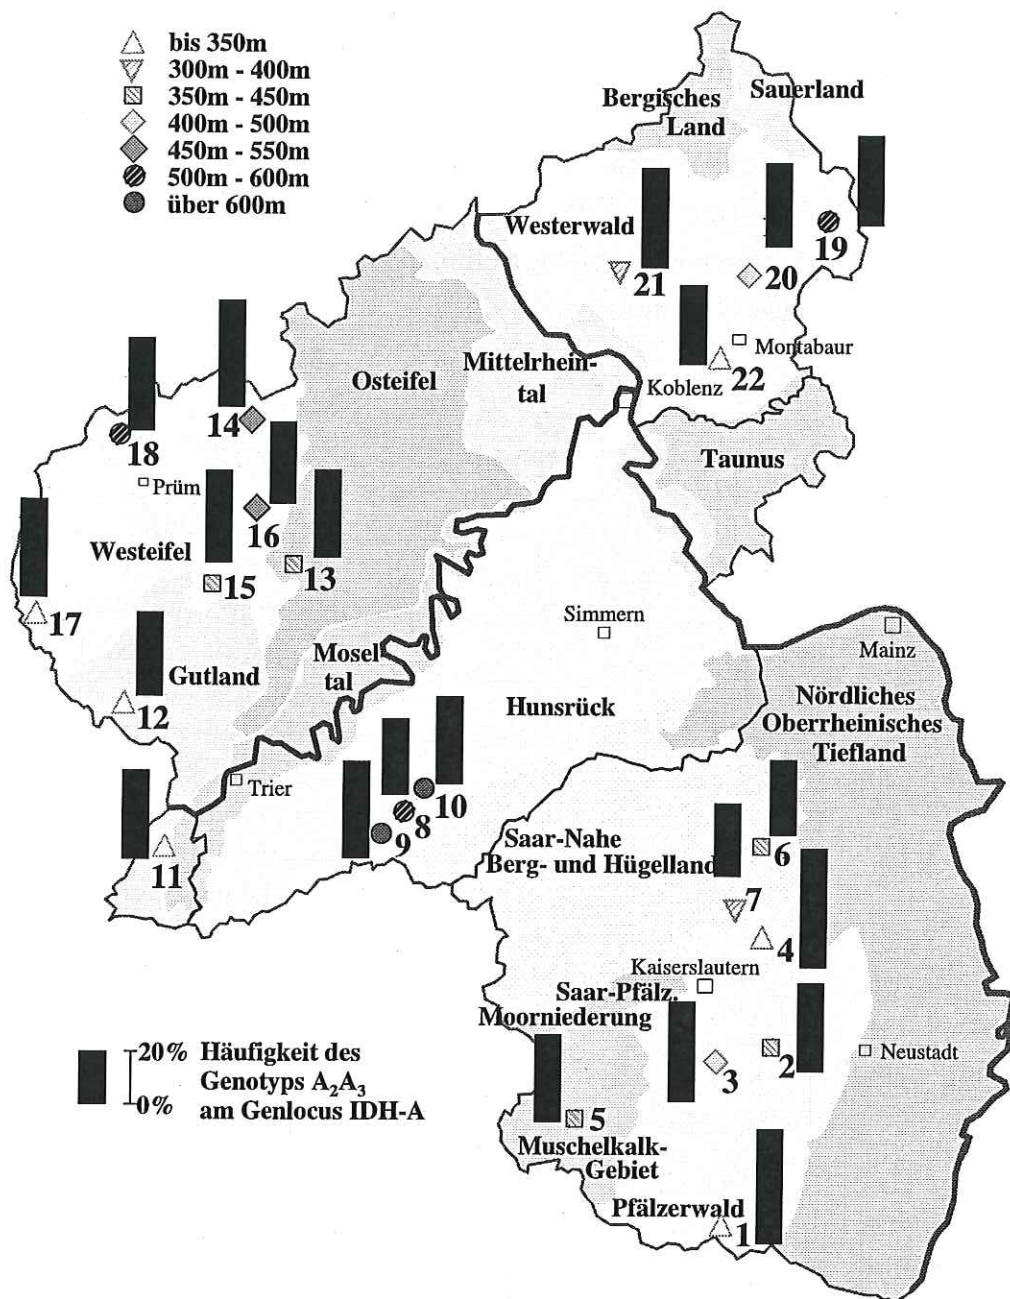 bis 350m
300m - 400m
350m - 450m
400m - 500m
450m - 550m
500m - 600m
über 600m
Bergisches
Land
Sauerland
Westerwald
19
21
20
22
Montabaur
Koblenz
Mittelrhein-
tal
Osteifel
Taunus
14
18
Prüm
16
Westeifel
15
13
17
Simmern
Mainz
Mosel
tal
Gutland
12
Hunsrück
Nördliches
Oberrheinisches
Tiefland
Trier
10
8
9
11
Saar-Nahe
Berg- und Hügelland
6
7
4
Kaiserslautern
Saar-Pfälz.
Moorniederung
2
Neustadt
3
5
Muschelkalk-
Gebiet
Pfälzerwald
1
20% Häufigkeit des
Genotyps A₂A₃
0% am Genlocus IDH-A